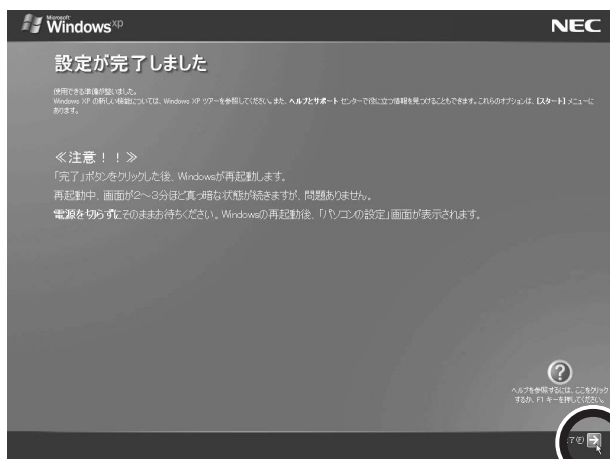 Microsoft
Windows xp
NEC
設定が完了しました
使用できる準備が整いました。
Windows XP の新しい機能については、Windows XP ツアーを参照してください。また、ヘルプとサポート センターで役に立つ情報を見つけることもできます。これらのオプションは、[スタート] メニューに
あります。
≪注意！！≫
「完了」ボタンをクリックした後、Windowsが再起動します。
再起動中、画面が2～3分ほど真っ暗な状態が続きますが、問題ありません。
電源を切らずにそのままお待ちください。Windowsの再起動後、「パソコンの設定」画面が表示されます。
?
ヘルプを参照するには、ここをクリック
するか、F1 キーを押してください。